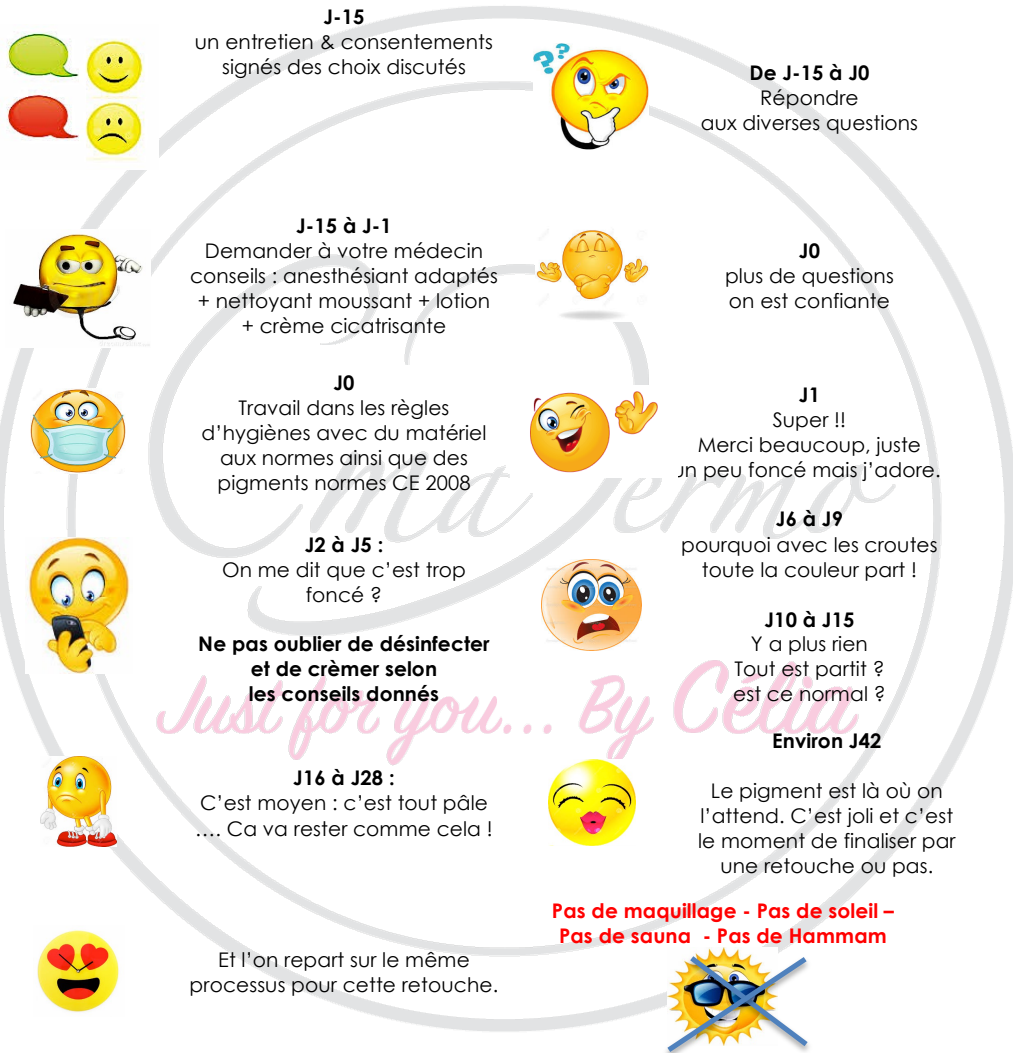 J-15
un entretien & consentements
signés des choix discutés
De J-15 à J0
Répondre
aux diverses questions
J-15 à J-1
Demander à votre médecin
conseils : anesthésiant adaptés
+ nettoyant moussant + lotion
+ crème cicatrisante
J0
plus de questions
on est confiante
J0
Travail dans les règles
d’hygiènes avec du matériel
aux normes ainsi que des
pigments normes CE 2008
J1
Super !!
Merci beaucoup, juste
un peu foncé mais j’adore.
J2 à J5 :
On me dit que c’est trop
foncé ?
Ne pas oublier de désinfecter
et de crèmer selon
les conseils donnés
J6 à J9
pourquoi avec les croutes
toute la couleur part !
J10 à J15
Y a plus rien
Tout est partit ?
est ce normal ?
J16 à J28 :
C’est moyen : c’est tout pâle
…. Ca va rester comme cela !
Environ J42
Le pigment est là où on
l’attend. C’est joli et c’est
le moment de finaliser par
une retouche ou pas.
Et l’on repart sur le même
processus pour cette retouche.
Pas de maquillage - Pas de soleil –
Pas de sauna - Pas de Hammam
??
Just for you... By Célia